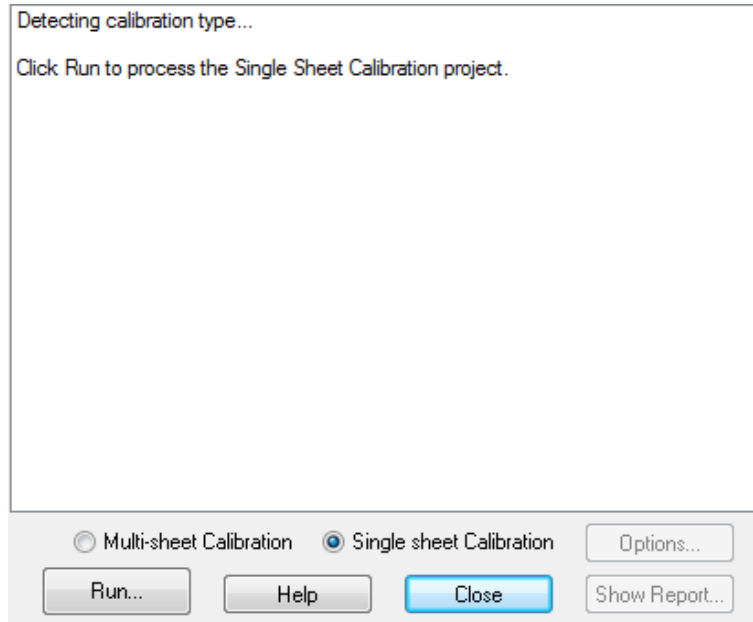 Detecting calibration type...
Click Run to process the Single Sheet Calibration project.
Multi-sheet Calibration Single sheet Calibration Options...
Run... Help Close Show Report...